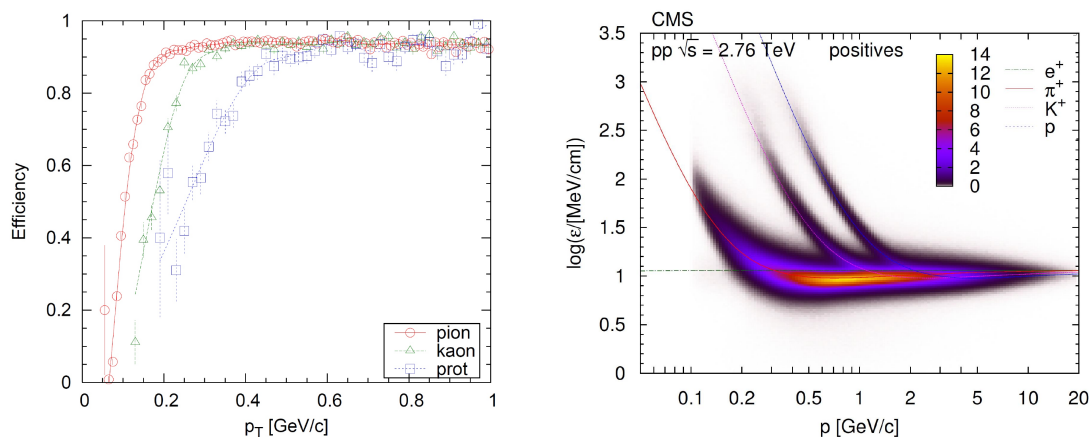 1
0.8
0.6
0.4
0.2
0
Efficiency
0 0.2 0.4 0.6 0.8 1
p_T [GeV/c]
pion
kaon
prot
CMS
pp √s = 2.76 TeV positives
3.5
3
2.5
2
1.5
1
0.5
0
log(ε/[MeV/cm])
0.1 0.2 0.5 1 2 5 10 20
p [GeV/c]
14
12
10
8
6
4
2
0
e⁺
π⁺
K⁺
p